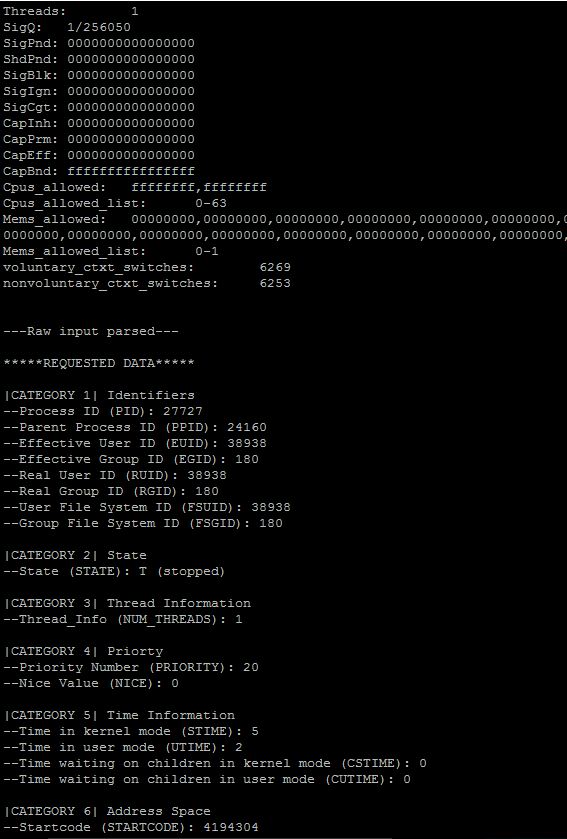 Threads:        1
SigQ:   1/256050
SigPnd: 0000000000000000
ShdPnd: 0000000000000000
SigBlk: 0000000000000000
SigIgn: 0000000000000000
SigCgt: 0000000000000000
CapInh: 0000000000000000
CapPrm: 0000000000000000
CapEff: 0000000000000000
CapBnd: ffffffffffffffff
Cpus_allowed:   ffffffff,ffffffff
Cpus_allowed_list:      0-63
Mems_allowed:   00000000,00000000,00000000,00000000,00000000,00000000,0
0000000,00000000,00000000,00000000,00000000,00000000,00000000,00000000,
Mems_allowed_list:      0-1
voluntary_ctxt_switches:        6269
nonvoluntary_ctxt_switches:     6253
---Raw input parsed---
*****REQUESTED DATA*****
|CATEGORY 1| Identifiers
--Process ID (PID): 27727
--Parent Process ID (PPID): 24160
--Effective User ID (EUID): 38938
--Effective Group ID (EGID): 180
--Real User ID (RUID): 38938
--Real Group ID (RGID): 180
--User File System ID (FSUID): 38938
--Group File System ID (FSGID): 180
|CATEGORY 2| State
--State (STATE): T (stopped)
|CATEGORY 3| Thread Information
--Thread_Info (NUM_THREADS): 1
|CATEGORY 4| Priorty
--Priority Number (PRIORITY): 20
--Nice Value (NICE): 0
|CATEGORY 5| Time Information
--Time in kernel mode (STIME): 5
--Time in user mode (UTIME): 2
--Time waiting on children in kernel mode (CSTIME): 0
--Time waiting on children in user mode (CUTIME): 0
|CATEGORY 6| Address Space
--Startcode (STARTCODE): 4194304